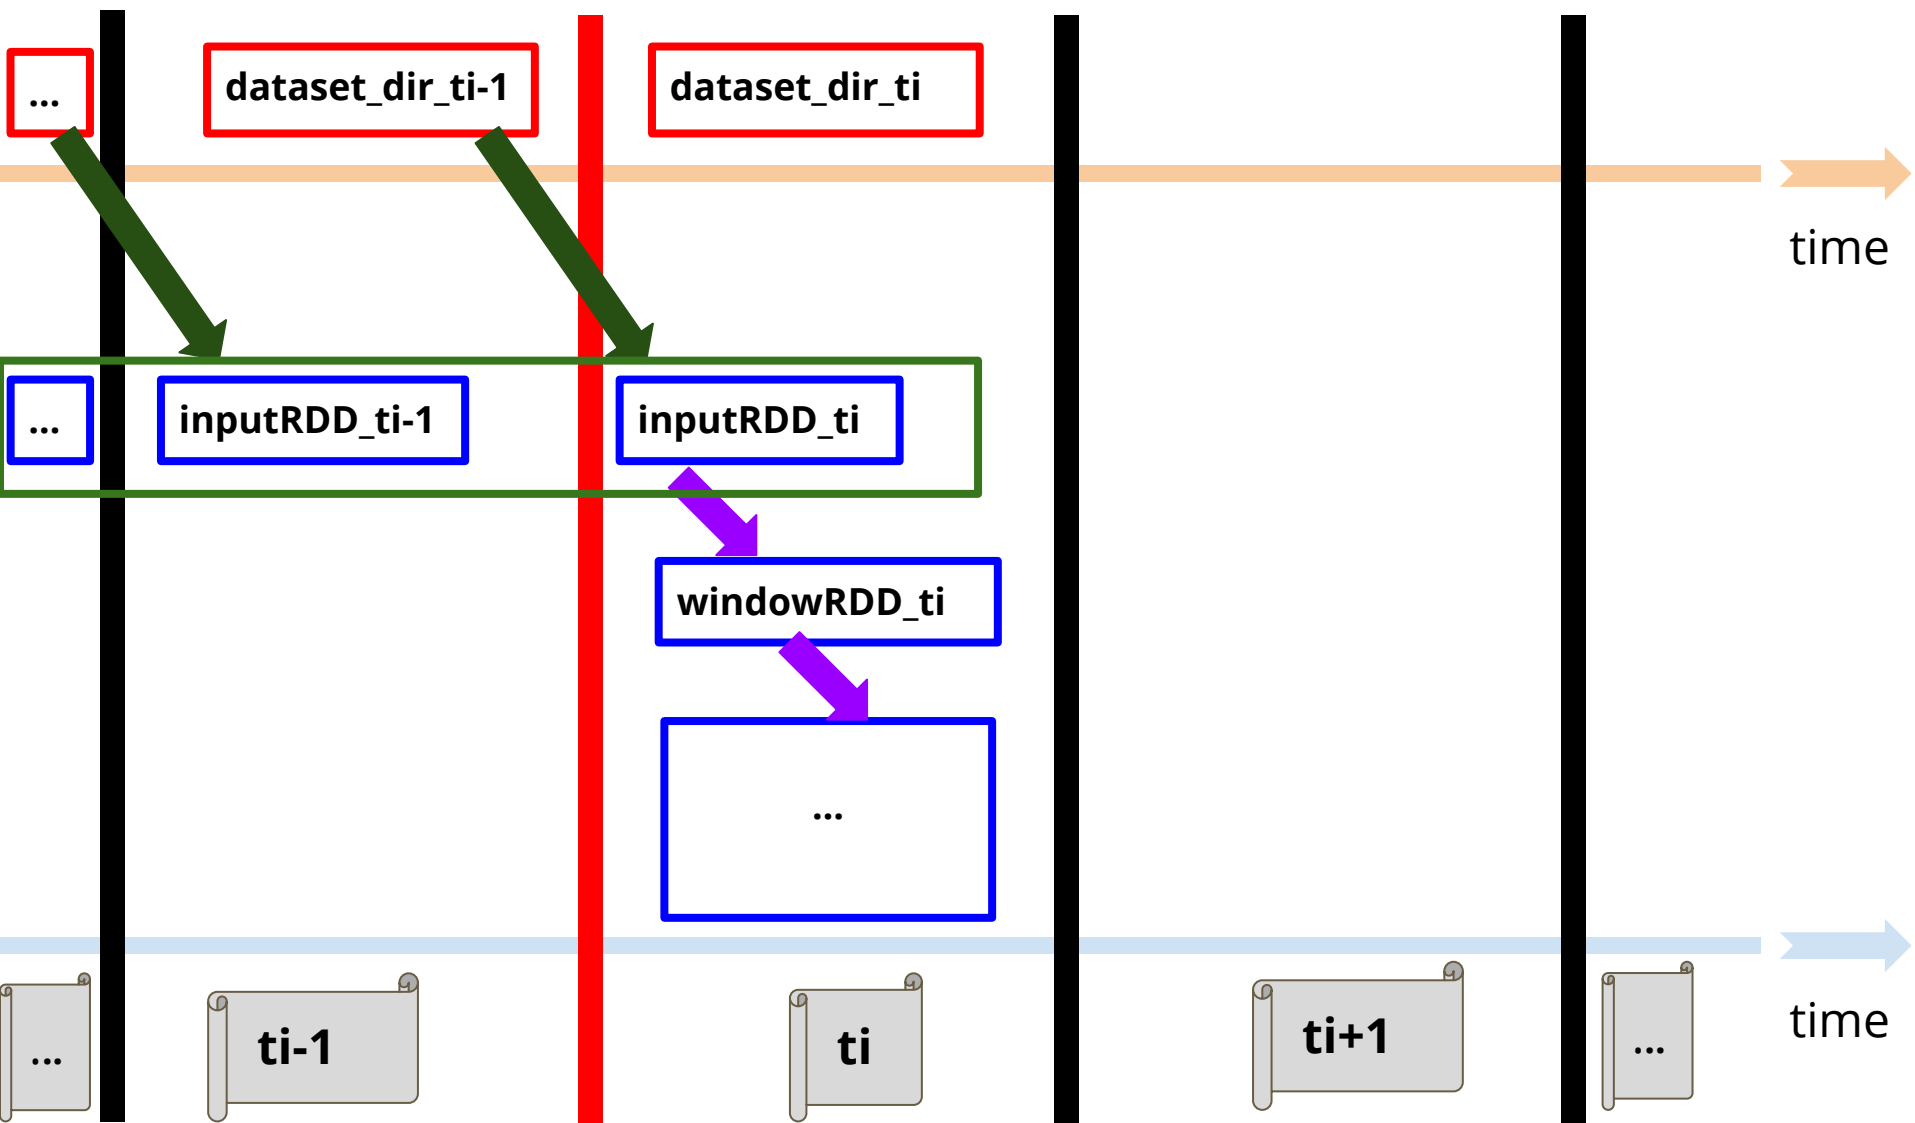 ...
dataset_dir_ti-1
dataset_dir_ti
time
...
inputRDD_ti-1
inputRDD_ti
windowRDD_ti
...
...
ti-1
ti
ti+1
...
time